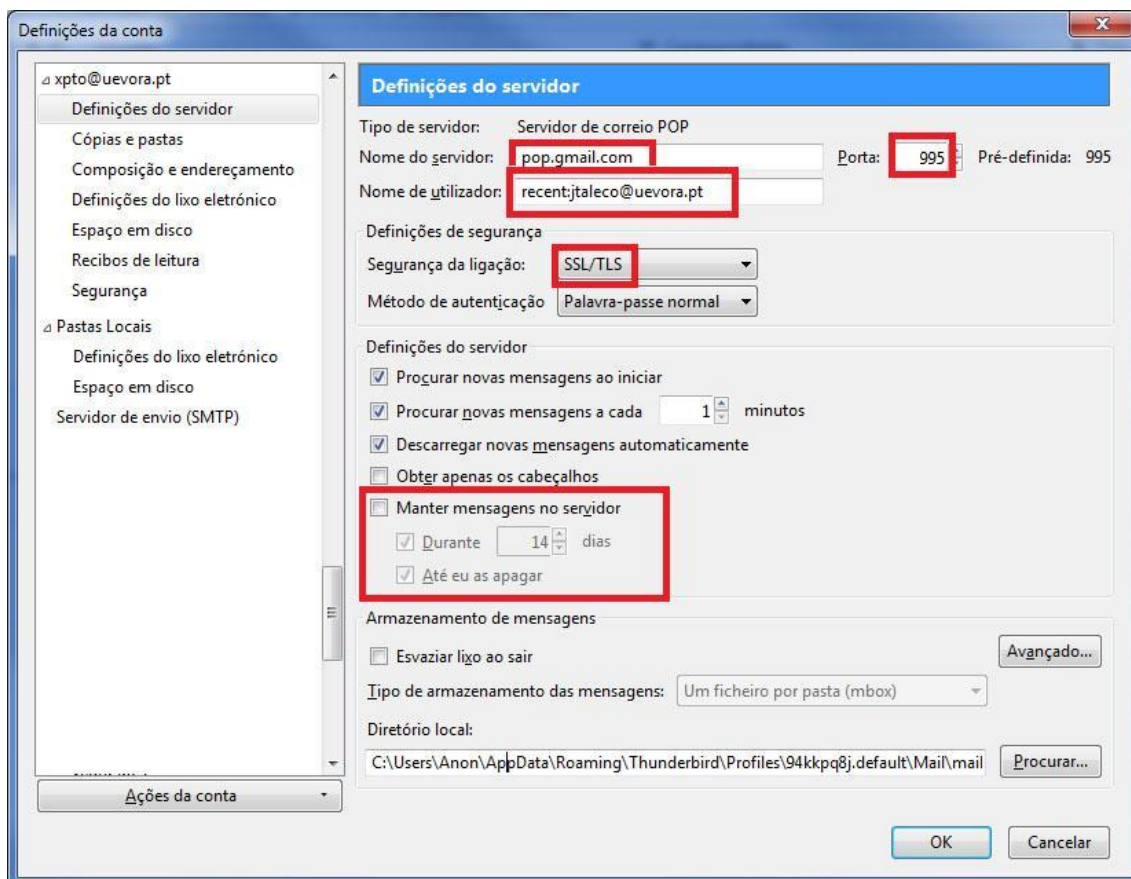 Definições da conta
xpto@uevora.pt
Definições do servidor
Cópias e pastas
Composição e endereçamento
Definições do lixo eletrónico
Espaço em disco
Recibos de leitura
Segurança
Pastas Locais
Definições do lixo eletrónico
Espaço em disco
Servidor de envio (SMTP)
Ações da conta
Definições do servidor
Tipo de servidor: Servidor de correio POP
Nome do servidor: pop.gmail.com Porta: 995 Pré-definida: 995
Nome de utilizador: recent:jtaleco@uevora.pt
Definições de segurança
Segurança da ligação: SSL/TLS
Método de autenticação Palavra-passe normal
Definições do servidor
Procurar novas mensagens ao iniciar
Procurar novas mensagens a cada 1 minutos
Descarregar novas mensagens automaticamente
Obter apenas os cabeçalhos
Manter mensagens no servidor
Durante 14 dias
Até eu as apagar
Armazenamento de mensagens
Esvaziar lixo ao sair Avançado...
Tipo de armazenamento das mensagens: Um ficheiro por pasta (mbox)
Diretório local:
C:\Users\Anon\AppData\Roaming\Thunderbird\Profiles\94kkpq8j.default\Mail\mail Procurar...
OK Cancelar